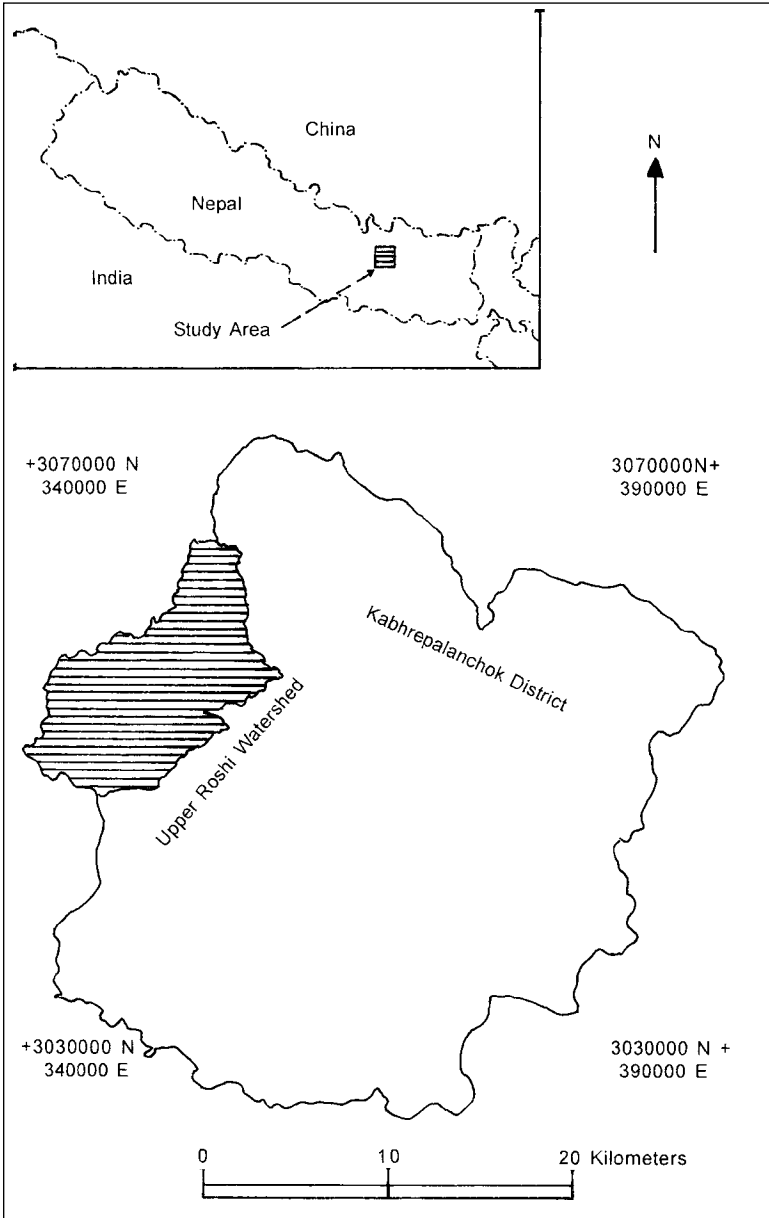 China
N
Nepal
India
Study Area
+3070000 N
340000 E
3070000N+
390000 E
Kabhrepalanchok District
Upper Roshi Watershed
+3030000 N
340000 E
3030000 N +
390000 E
0 10 20 Kilometers